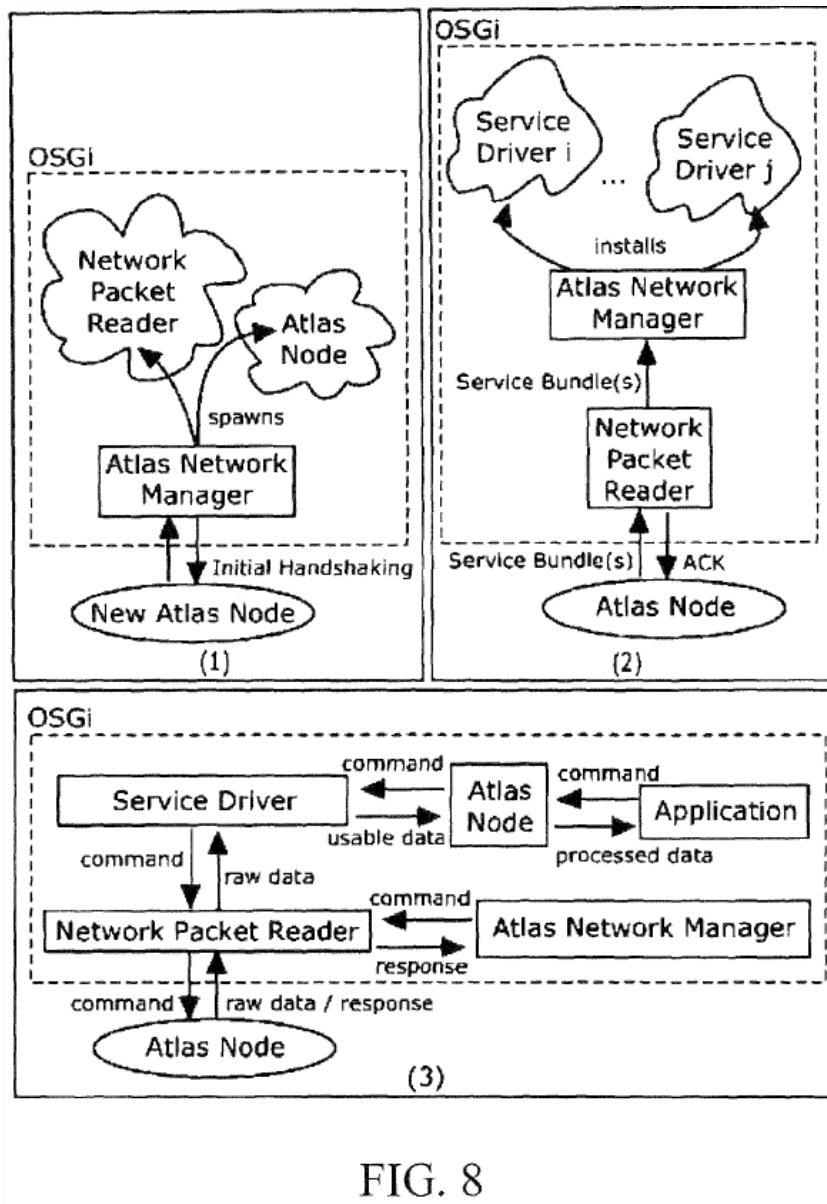 OSGi
Network
Packet
Reader
Atlas
Node
spawns
Atlas Network
Manager
Initial Handshaking
New Atlas Node
(1)
OSGi
Service
Driver i
...
Service
Driver j
installs
Atlas Network
Manager
Service Bundle(s)
Network
Packet
Reader
Service Bundle(s)
ACK
Atlas Node
(2)
OSGi
Service Driver
command
usable data
Atlas
Node
command
processed data
Application
command
raw data
Network Packet Reader
command
response
Atlas Network Manager
command
raw data / response
Atlas Node
(3)
FIG. 8